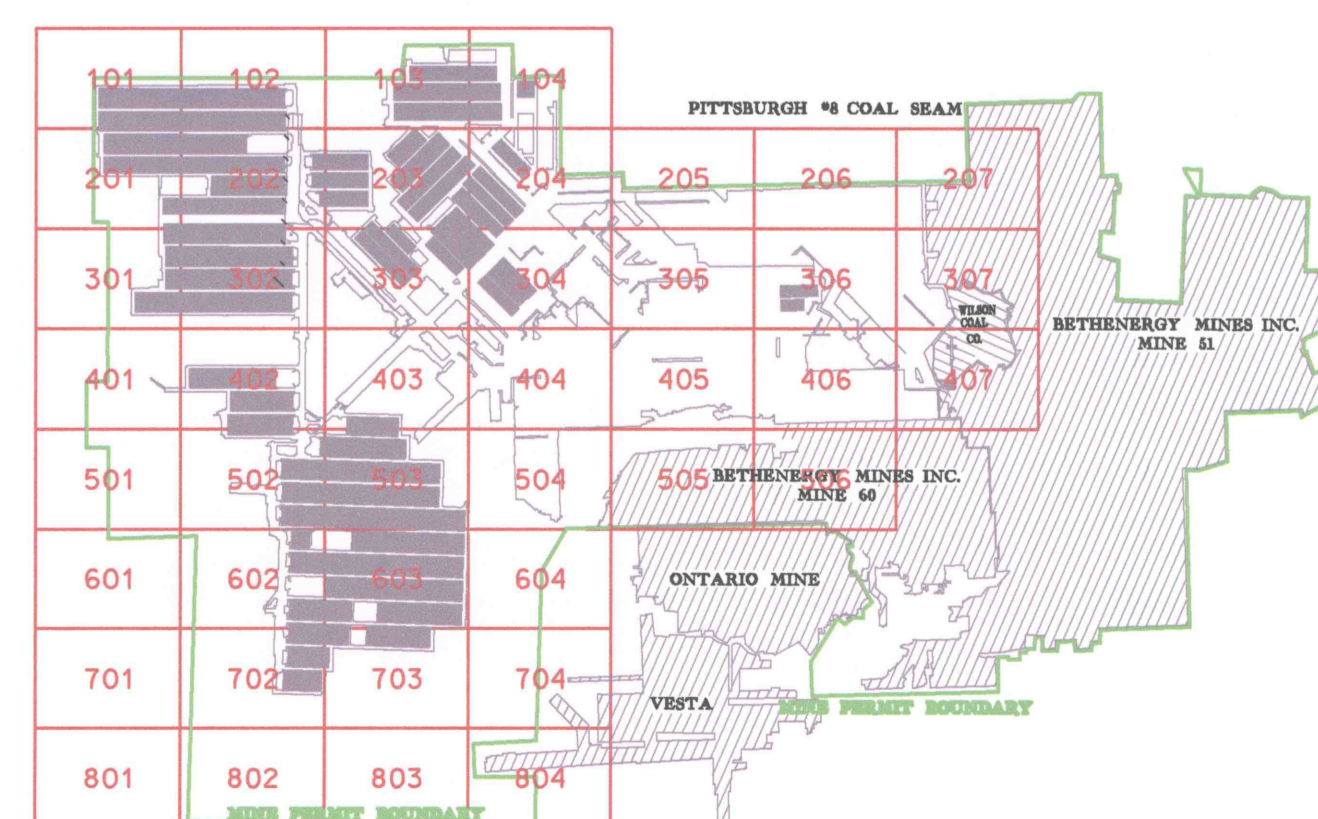 101 102 103 104
PITTSBURGH #8 COAL SEAM
201 202 203 204 205 206 207
301 302 303 304 305 306 307
WILSON
COAL
CO.
BETHENERGY MINES INC.
MINE 51
401 402 403 404 405 406 407
501 502 503 504 505 506
BETHENERGY MINES INC.
MINE 60
601 602 603 604
ONTARIO MINE
701 702 703 704
VESTA
MINE PERMIT BOUNDARY
801 802 803 804
MINE PERMIT BOUNDARY